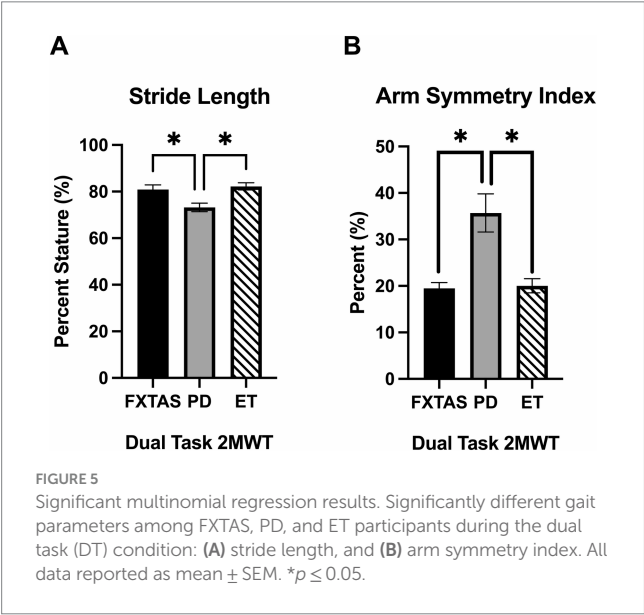 A
Stride Length
* *
Percent Stature (%)
100
80
60
40
20
0
FXTAS PD ET
Dual Task 2MWT
B
Arm Symmetry Index
* *
Percent (%)
50
40
30
20
10
0
FXTAS PD ET
Dual Task 2MWT
FIGURE 5
Significant multinomial regression results. Significantly different gait
parameters among FXTAS, PD, and ET participants during the dual
task (DT) condition: (A) stride length, and (B) arm symmetry index. All
data reported as mean ± SEM. *p ≤ 0.05.